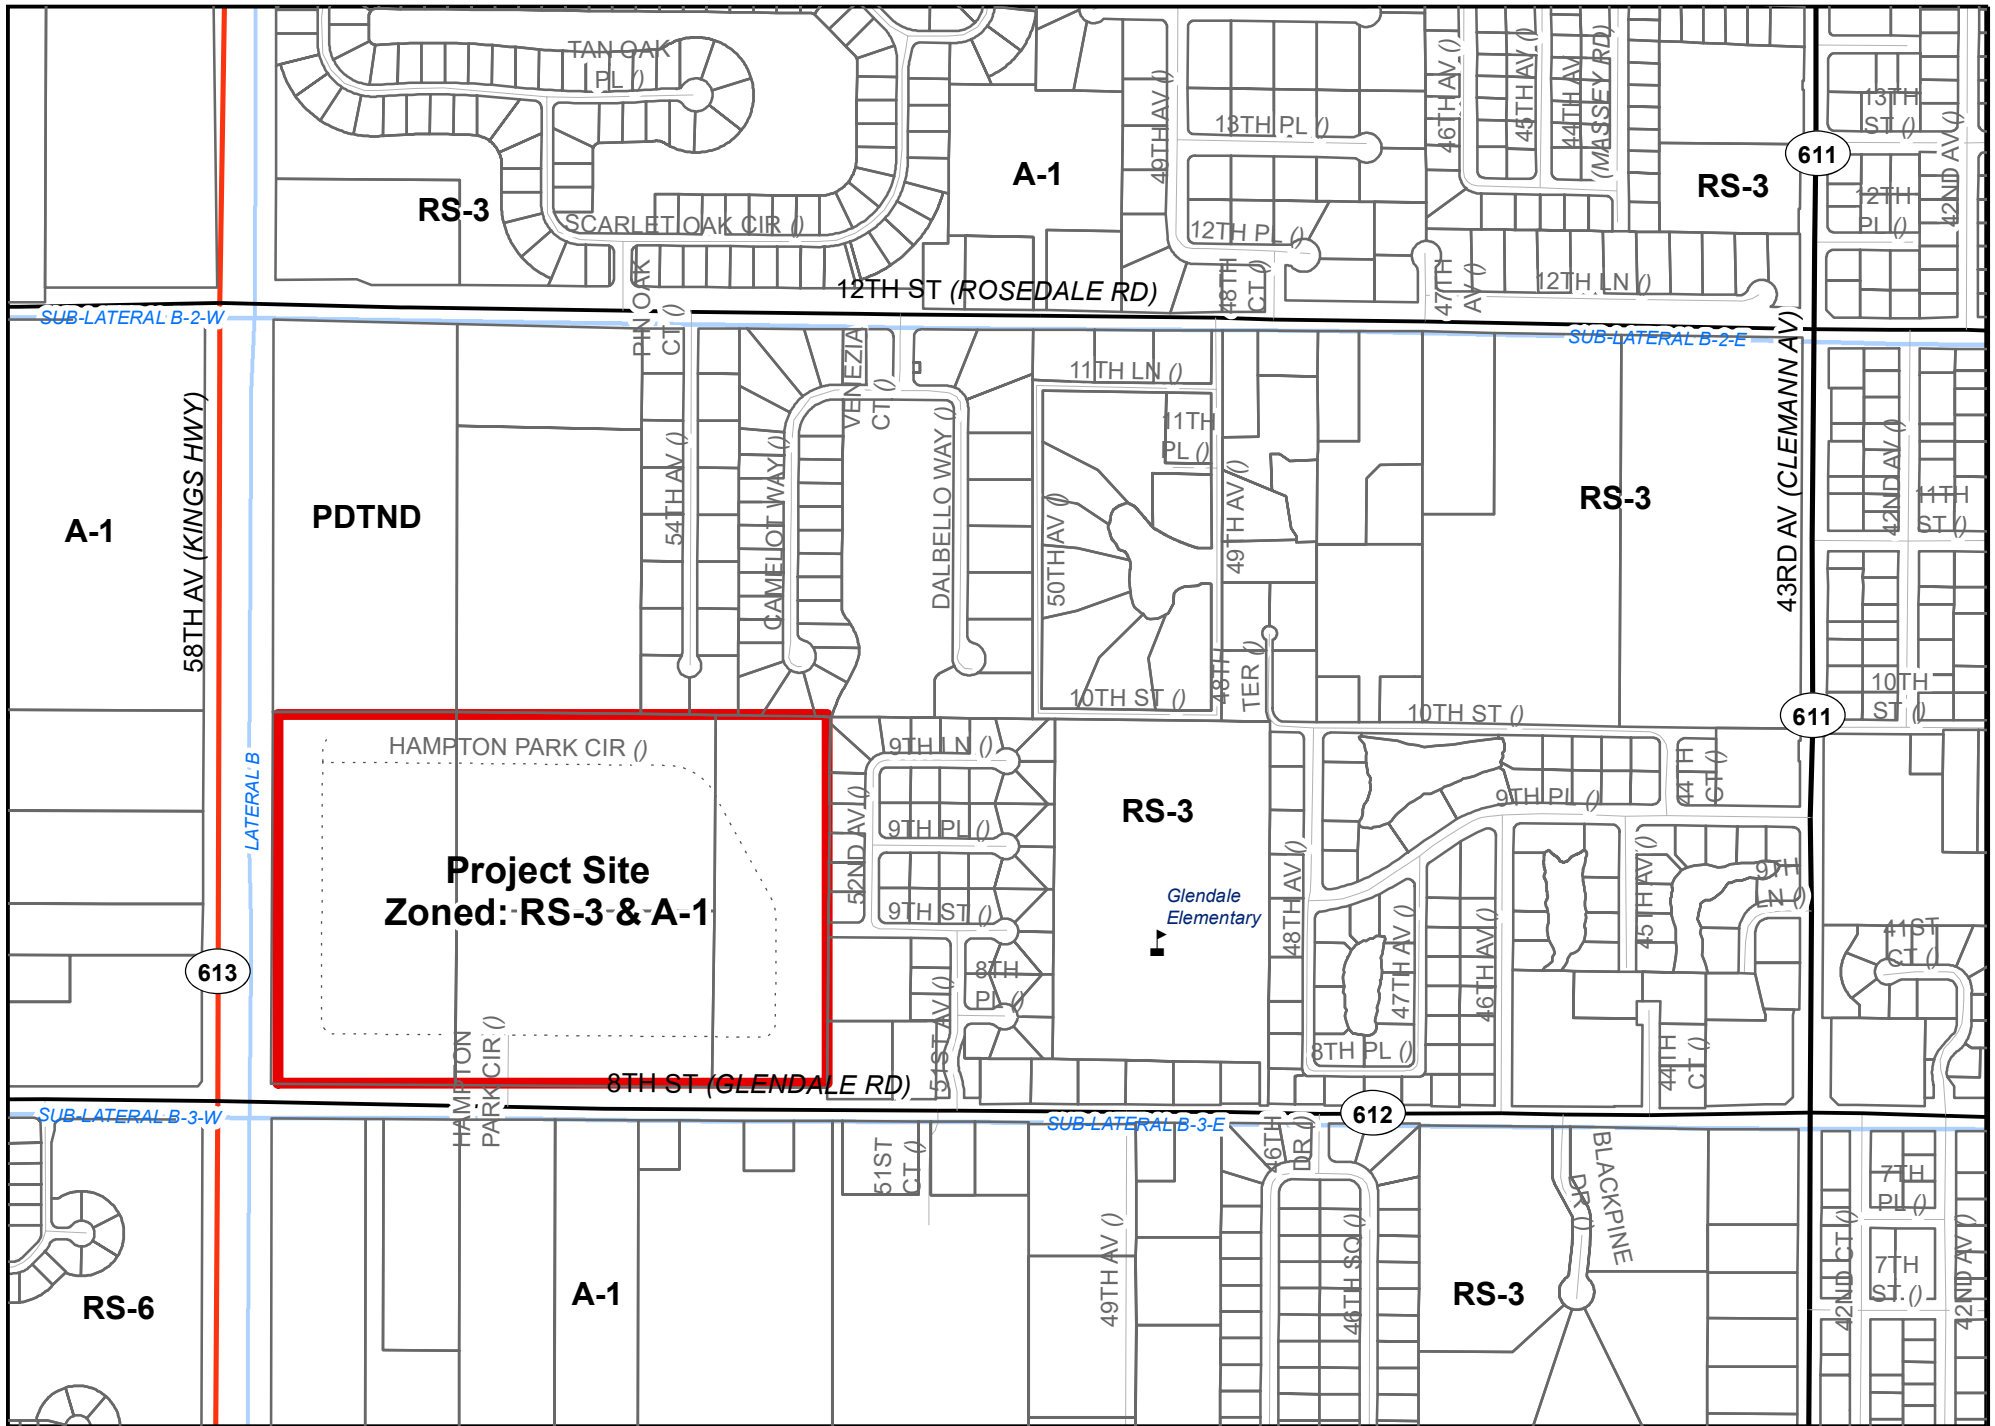 TAN OAK
PL ()
49TH AV ()
46TH AV ()
45TH AV ()
44TH AV
(MASSEY RD)
13TH PL ()
13TH
ST ()
42ND AV ()
611
A-1
RS-3
RS-3
12TH
PL ()
SCARLET OAK CIR ()
12TH PL ()
PIN OAK
CT ()
48TH
CT ()
47TH
AV ()
12TH LN ()
12TH ST (ROSEDALE RD)
SUB-LATERAL B-2-W
SUB-LATERAL B-2-E
43RD AV (CLEMANN AV)
VENEZIA
CT ()
11TH LN ()
11TH
PL ()
58TH AV (KINGS HWY)
54TH AV ()
CAMELOT WAY ()
DALBELLO WAY ()
50TH AV ()
49TH AV ()
42ND AV ()
11TH
ST ()
A-1
PDTND
RS-3
48TH
TER ()
10TH ST ()
10TH
ST ()
10TH ST ()
611
HAMPTON PARK CIR ()
9TH LN ()
LATERAL B
52ND AV ()
9TH PL ()
44TH
CT ()
9TH PL ()
RS-3
Project Site
Zoned: RS-3 & A-1
9TH ST ()
Glendale
Elementary
48TH AV ()
47TH AV ()
46TH AV ()
45TH AV ()
9TH
LN ()
41ST
CT ()
613
8TH
PL ()
51ST AV ()
HAMPTON
PARK CIR ()
8TH PL ()
44TH
CT ()
8TH ST (GLENDALE RD)
612
SUB-LATERAL B-3-W
SUB-LATERAL B-3-E
51ST
CT ()
46TH
DR ()
BLACKPINE
DR ()
7TH
PL ()
49TH AV ()
46TH SQ ()
42ND CT ()
7TH
ST ()
42ND AV ()
RS-6
A-1
RS-3